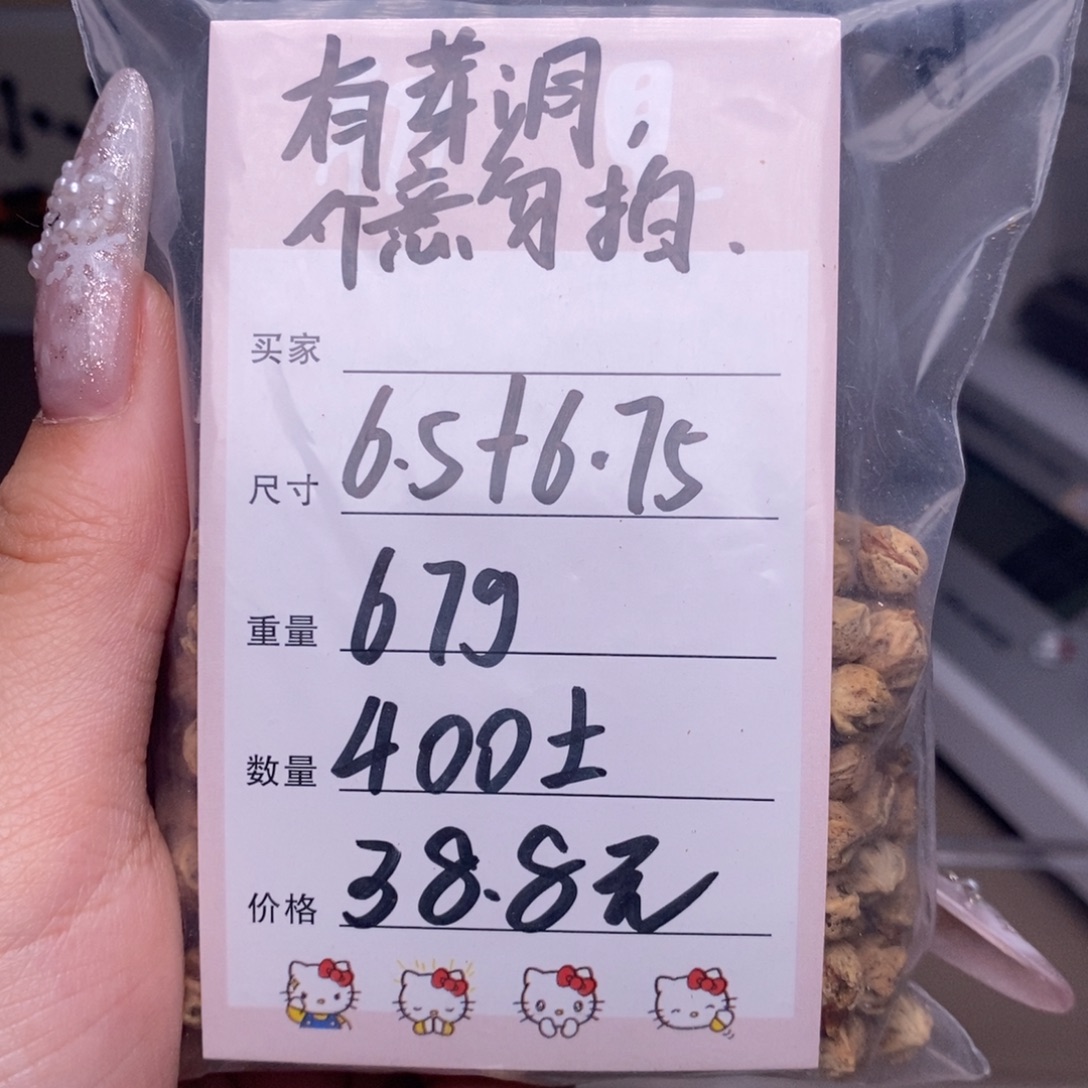 有芽洞，
介意勿拍.
买家
尺寸 6.5+6.75
重量 67g
数量 400±
价格 38.8元